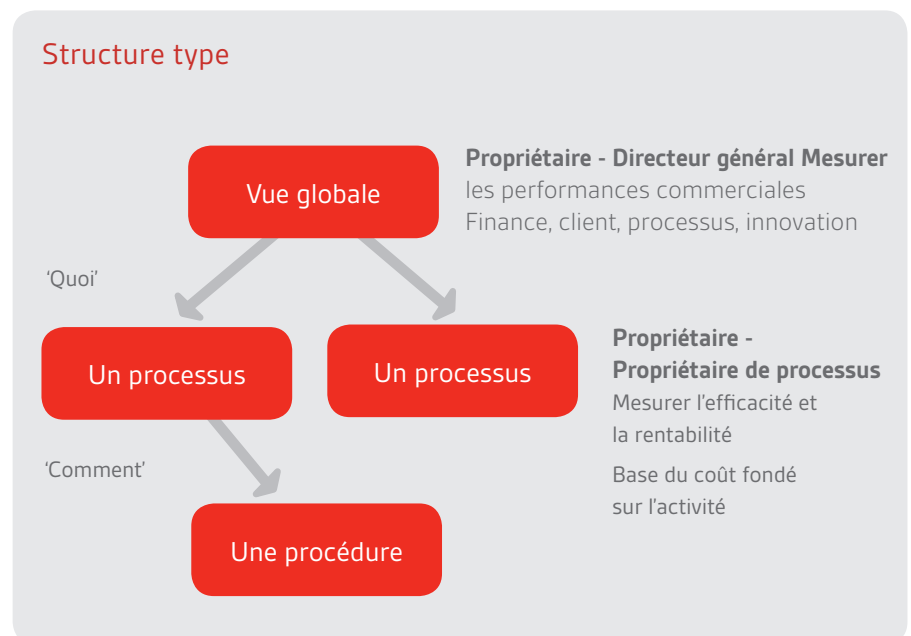 Structure type
Vue globale
Propriétaire - Directeur général Mesurer
les performances commerciales
Finance, client, processus, innovation
‘Quoi’
Un processus
Un processus
Propriétaire -
Propriétaire de processus
Mesurer l’efficacité et
la rentabilité
Base du coût fondé
sur l’activité
‘Comment’
Une procédure